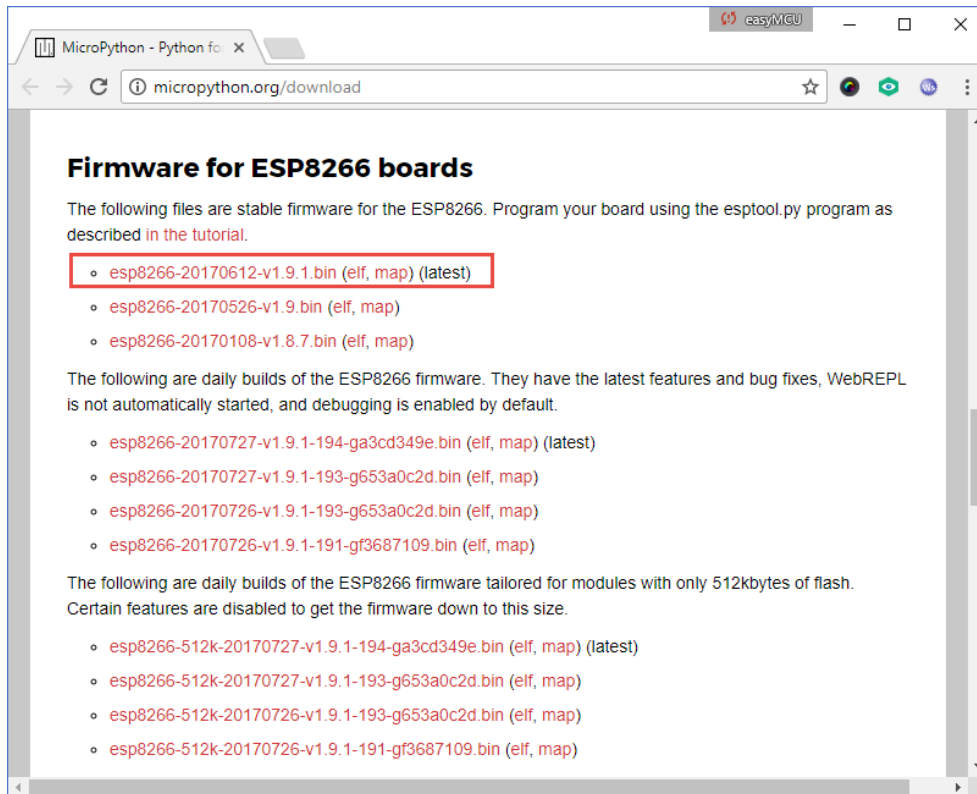 easyMCU
MicroPython - Python fo
micropython.org/download
Ws
Firmware for ESP8266 boards
The following files are stable firmware for the ESP8266. Program your board using the esptool.py program as
described in the tutorial.
esp8266-20170612-v1.9.1.bin (elf, map) (latest)
esp8266-20170526-v1.9.bin (elf, map)
esp8266-20170108-v1.8.7.bin (elf, map)
The following are daily builds of the ESP8266 firmware. They have the latest features and bug fixes, WebREPL
is not automatically started, and debugging is enabled by default.
esp8266-20170727-v1.9.1-194-ga3cd349e.bin (elf, map) (latest)
esp8266-20170727-v1.9.1-193-g653a0c2d.bin (elf, map)
esp8266-20170726-v1.9.1-193-g653a0c2d.bin (elf, map)
esp8266-20170726-v1.9.1-191-gf3687109.bin (elf, map)
The following are daily builds of the ESP8266 firmware tailored for modules with only 512kbytes of flash.
Certain features are disabled to get the firmware down to this size.
esp8266-512k-20170727-v1.9.1-194-ga3cd349e.bin (elf, map) (latest)
esp8266-512k-20170727-v1.9.1-193-g653a0c2d.bin (elf, map)
esp8266-512k-20170726-v1.9.1-193-g653a0c2d.bin (elf, map)
esp8266-512k-20170726-v1.9.1-191-gf3687109.bin (elf, map)